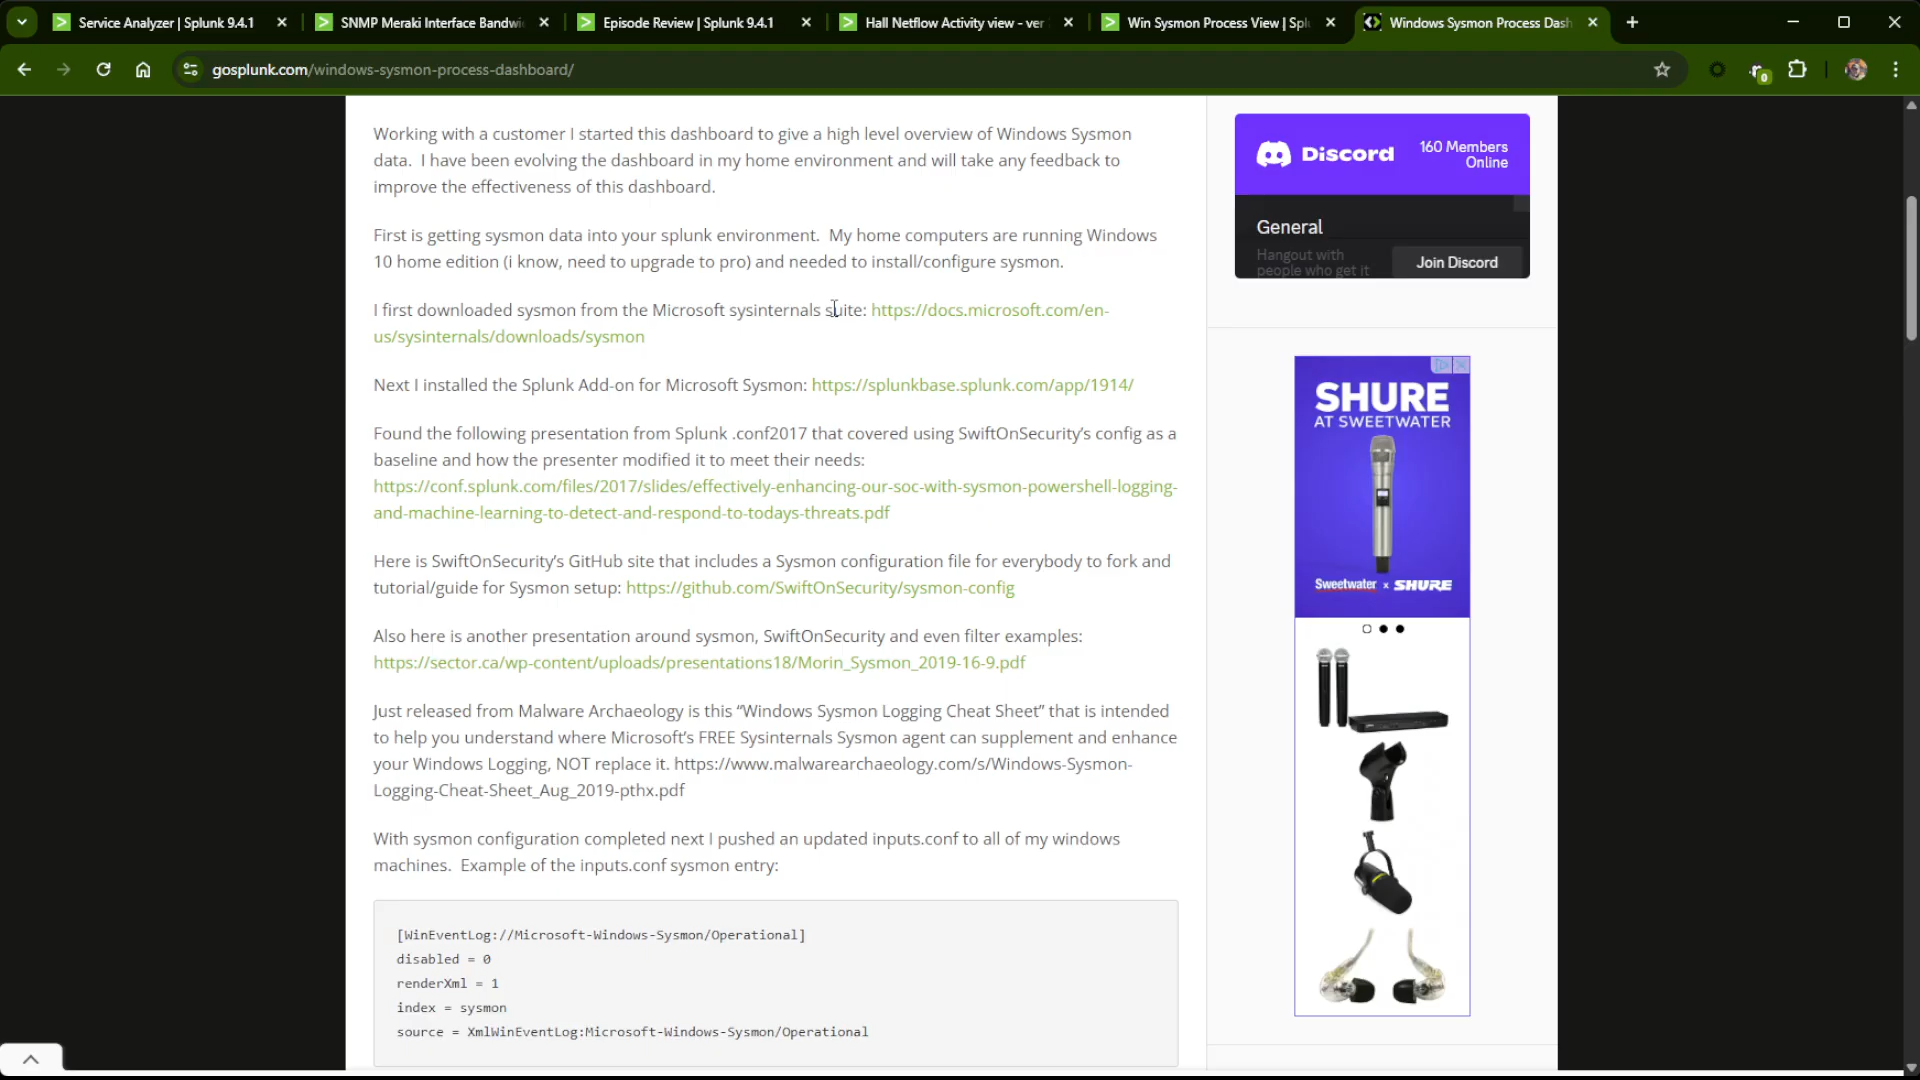 Service Analyzer | Splunk 9.4.1
SNMP Meraki Interface Bandwi
Episode Review | Splunk 9.4.1
Hall Netflow Activity view - ver
Win Sysmon Process View | Spl
Windows Sysmon Process Dash
gosplunk.com/windows-sysmon-process-dashboard/
0
Working with a customer I started this dashboard to give a high level overview of Windows Sysmon
data.  I have been evolving the dashboard in my home environment and will take any feedback to
improve the effectiveness of this dashboard.
First is getting sysmon data into your splunk environment.  My home computers are running Windows
10 home edition (i know, need to upgrade to pro) and needed to install/configure sysmon.
I first downloaded sysmon from the Microsoft sysinternals suite: https://docs.microsoft.com/en-
us/sysinternals/downloads/sysmon
Next I installed the Splunk Add-on for Microsoft Sysmon: https://splunkbase.splunk.com/app/1914/
Found the following presentation from Splunk .conf2017 that covered using SwiftOnSecurity’s config as a
baseline and how the presenter modified it to meet their needs:
https://conf.splunk.com/files/2017/slides/effectively-enhancing-our-soc-with-sysmon-powershell-logging-
and-machine-learning-to-detect-and-respond-to-todays-threats.pdf
Here is SwiftOnSecurity’s GitHub site that includes a Sysmon configuration file for everybody to fork and
tutorial/guide for Sysmon setup: https://github.com/SwiftOnSecurity/sysmon-config
Also here is another presentation around sysmon, SwiftOnSecurity and even filter examples:
https://sector.ca/wp-content/uploads/presentations18/Morin_Sysmon_2019-16-9.pdf
Just released from Malware Archaeology is this “Windows Sysmon Logging Cheat Sheet” that is intended
to help you understand where Microsoft’s FREE Sysinternals Sysmon agent can supplement and enhance
your Windows Logging, NOT replace it. https://www.malwarearchaeology.com/s/Windows-Sysmon-
Logging-Cheat-Sheet_Aug_2019-pthx.pdf
With sysmon configuration completed next I pushed an updated inputs.conf to all of my windows
machines.  Example of the inputs.conf sysmon entry:
[WinEventLog://Microsoft-Windows-Sysmon/Operational]
disabled = 0
renderXml = 1
index = sysmon
source = XmlWinEventLog:Microsoft-Windows-Sysmon/Operational
Discord
160 Members
Online
General
Hangout with
people who get it
Join Discord
SHURE
AT SWEETWATER
Sweetwater x SHURE